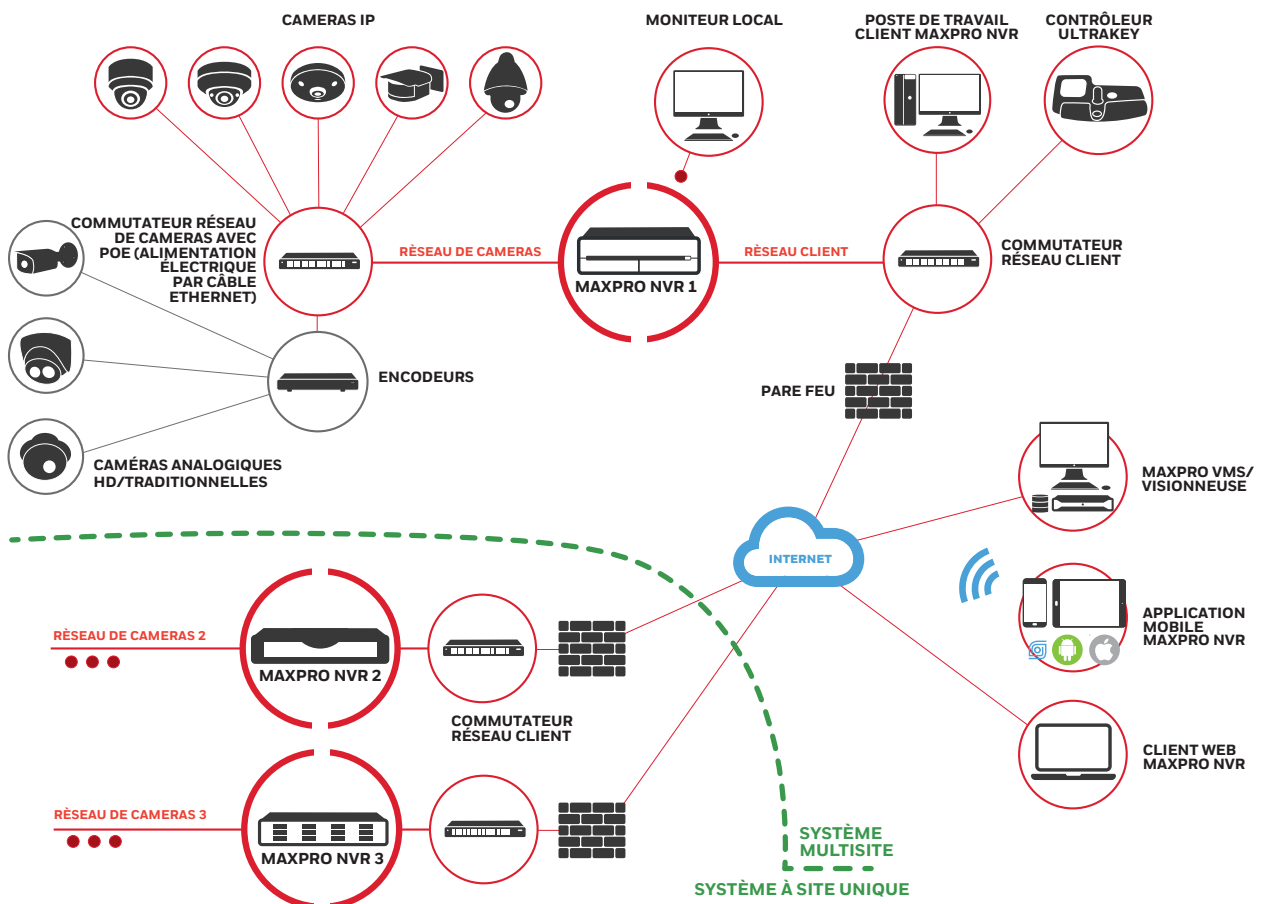 CAMERAS IP
MONITEUR LOCAL
POSTE DE TRAVAIL
CLIENT MAXPRO NVR
CONTRÔLEUR
ULTRAKEY
COMMUTATEUR RÉSEAU
DE CAMERAS AVEC
POE (ALIMENTATION
ÉLECTRIQUE
PAR CÂBLE
ETHERNET)
RÈSEAU DE CAMERAS
MAXPRO NVR 1
RÈSEAU CLIENT
COMMUTATEUR
RÉSEAU CLIENT
ENCODEURS
PARE FEU
CAMÉRAS ANALOGIQUES
HD/TRADITIONNELLES
MAXPRO VMS/
VISIONNEUSE
INTERNET
APPLICATION
MOBILE
MAXPRO NVR
RÈSEAU DE CAMERAS 2
MAXPRO NVR 2
COMMUTATEUR
RÉSEAU CLIENT
CLIENT WEB
MAXPRO NVR
RÈSEAU DE CAMERAS 3
MAXPRO NVR 3
SYSTÈME
MULTISITE
SYSTÈME À SITE UNIQUE